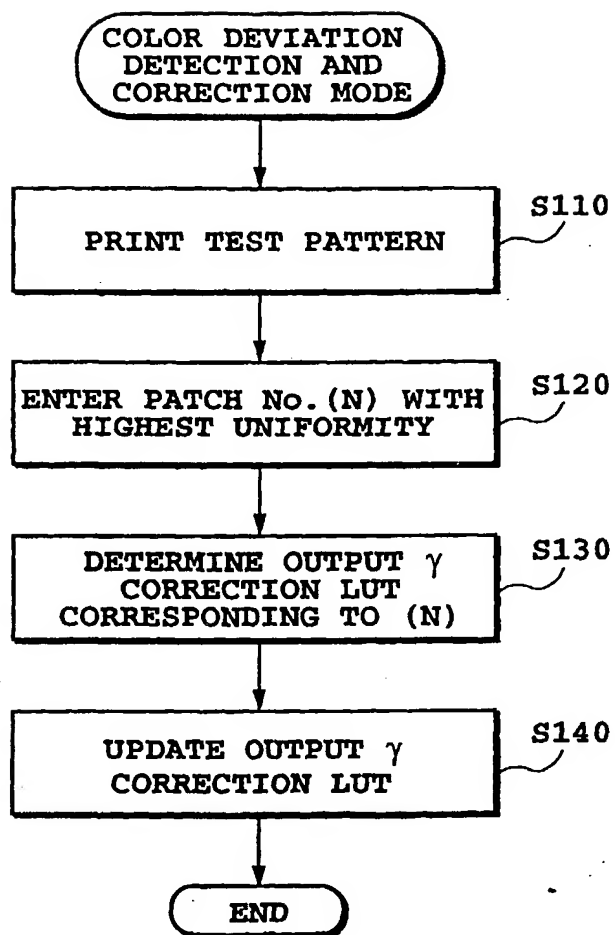 COLOR DEVIATION
DETECTION AND
CORRECTION MODE
S110
PRINT TEST PATTERN
S120
ENTER PATCH No.(N) WITH
HIGHEST UNIFORMITY
S130
DETERMINE OUTPUT γ
CORRECTION LUT
CORRESPONDING TO (N)
S140
UPDATE OUTPUT γ
CORRECTION LUT
END